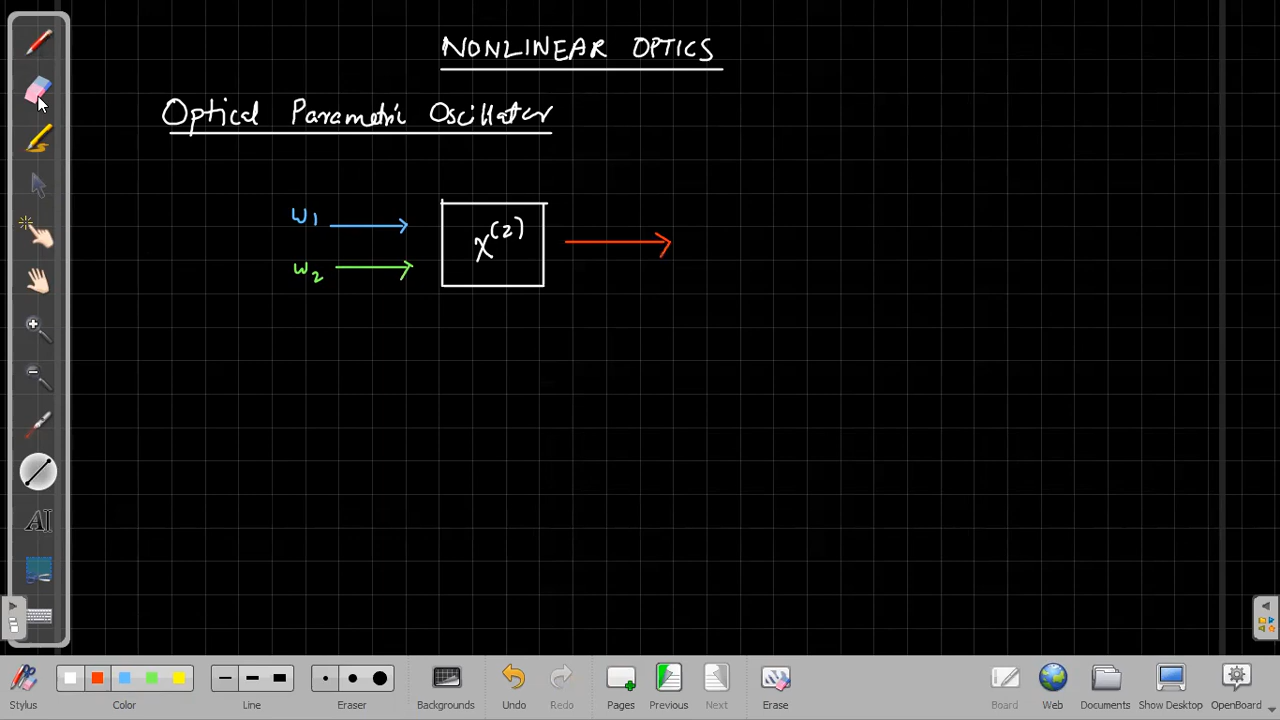 NONLINEAR OPTICS
Optical Parametric Oscillator
ω1
χ(2)
ω2
AI
Stylus
Color
Line
Eraser
Backgrounds
Undo
Redo
Pages
Previous
Next
Erase
Board
Web
Documents
Show Desktop
OpenBoard